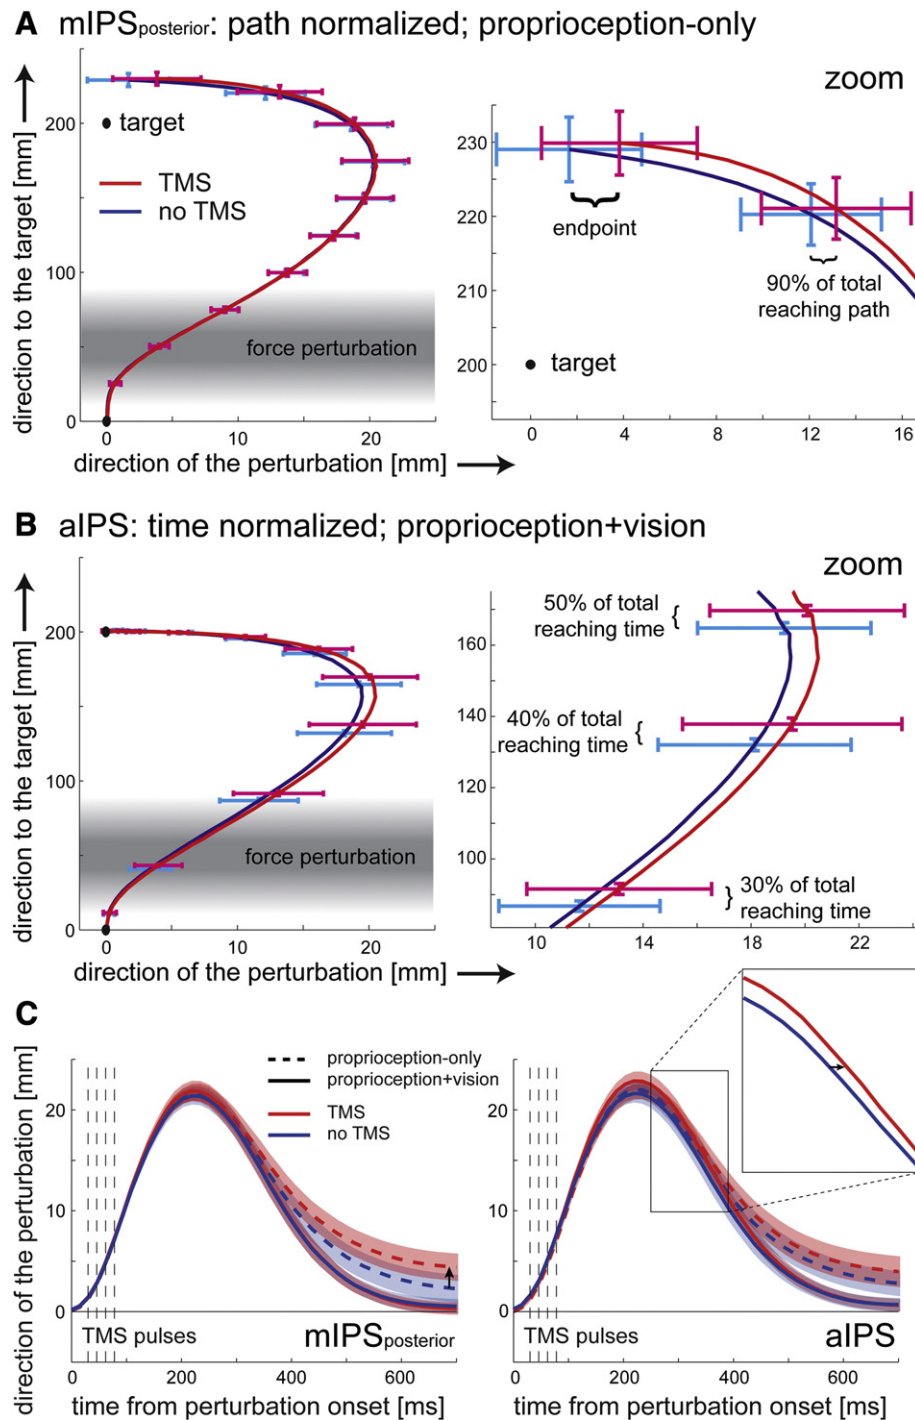 A mIPSposterior: path normalized; proprioception-only
zoom
direction to the target [mm]
200
100
0
target
TMS
no TMS
force perturbation
0 10 20
direction of the perturbation [mm]
230
220
210
200
endpoint
90% of total
reaching path
target
0 4 8 12 16
B aIPS: time normalized; proprioception+vision
zoom
direction to the target [mm]
200
100
0
force perturbation
0 10 20
direction of the perturbation [mm]
160
140
120
100
50% of total
reaching time
40% of total
reaching time
30% of total
reaching time
10 14 18 22
C
direction of the perturbation [mm]
20
10
0
proprioception-only
proprioception+vision
TMS
no TMS
TMS pulses
mIPSposterior
0 200 400 600
time from perturbation onset [ms]
20
10
0
TMS pulses
aIPS
0 200 400 600
time from perturbation onset [ms]